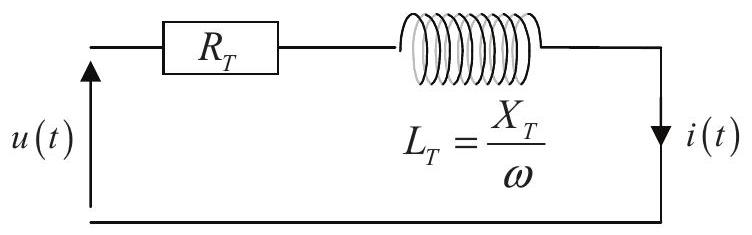 R_T
u(t)
L_T = X_T / ω
i(t)